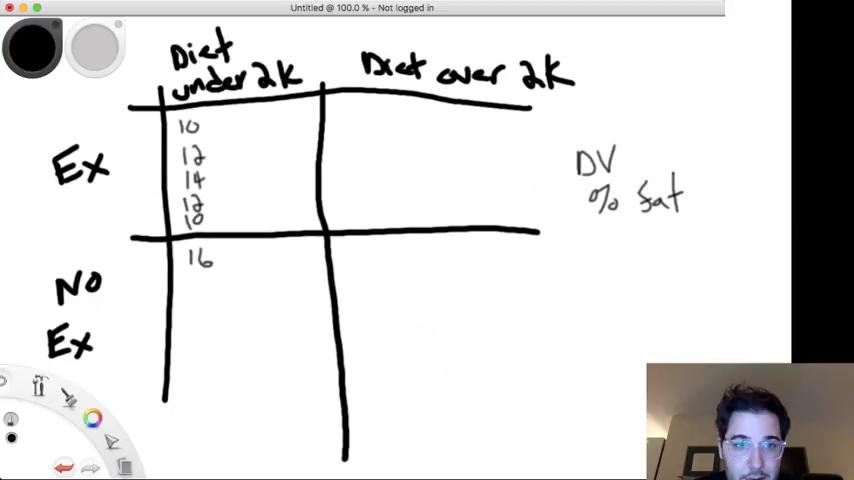 Untitled @ 100.0 % - Not logged in
Diet
under 2K
Diet over 2K
Ex
10
12
14
12
10
DV
% fat
No
Ex
16